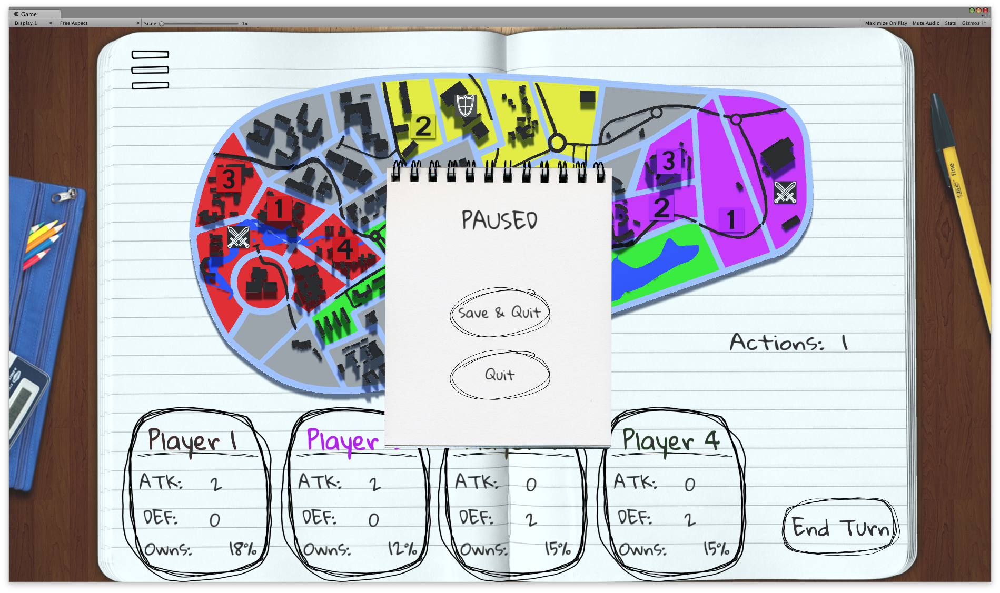 Game
Display 1
Free Aspect
Scale
1x
Maximize On Play
Mute Audio
Stats
Gizmos
2
3
3
1
2
1
4
BIC fine
PAUSED
Save & Quit
Quit
Actions: 1
Player 1
Player
Player 4
ATK: 2
ATK: 2
ATK: 0
ATK: 0
DEF: 0
DEF: 0
DEF: 2
DEF: 2
Owns: 18%
Owns: 12%
Owns: 15%
Owns: 15%
End Turn